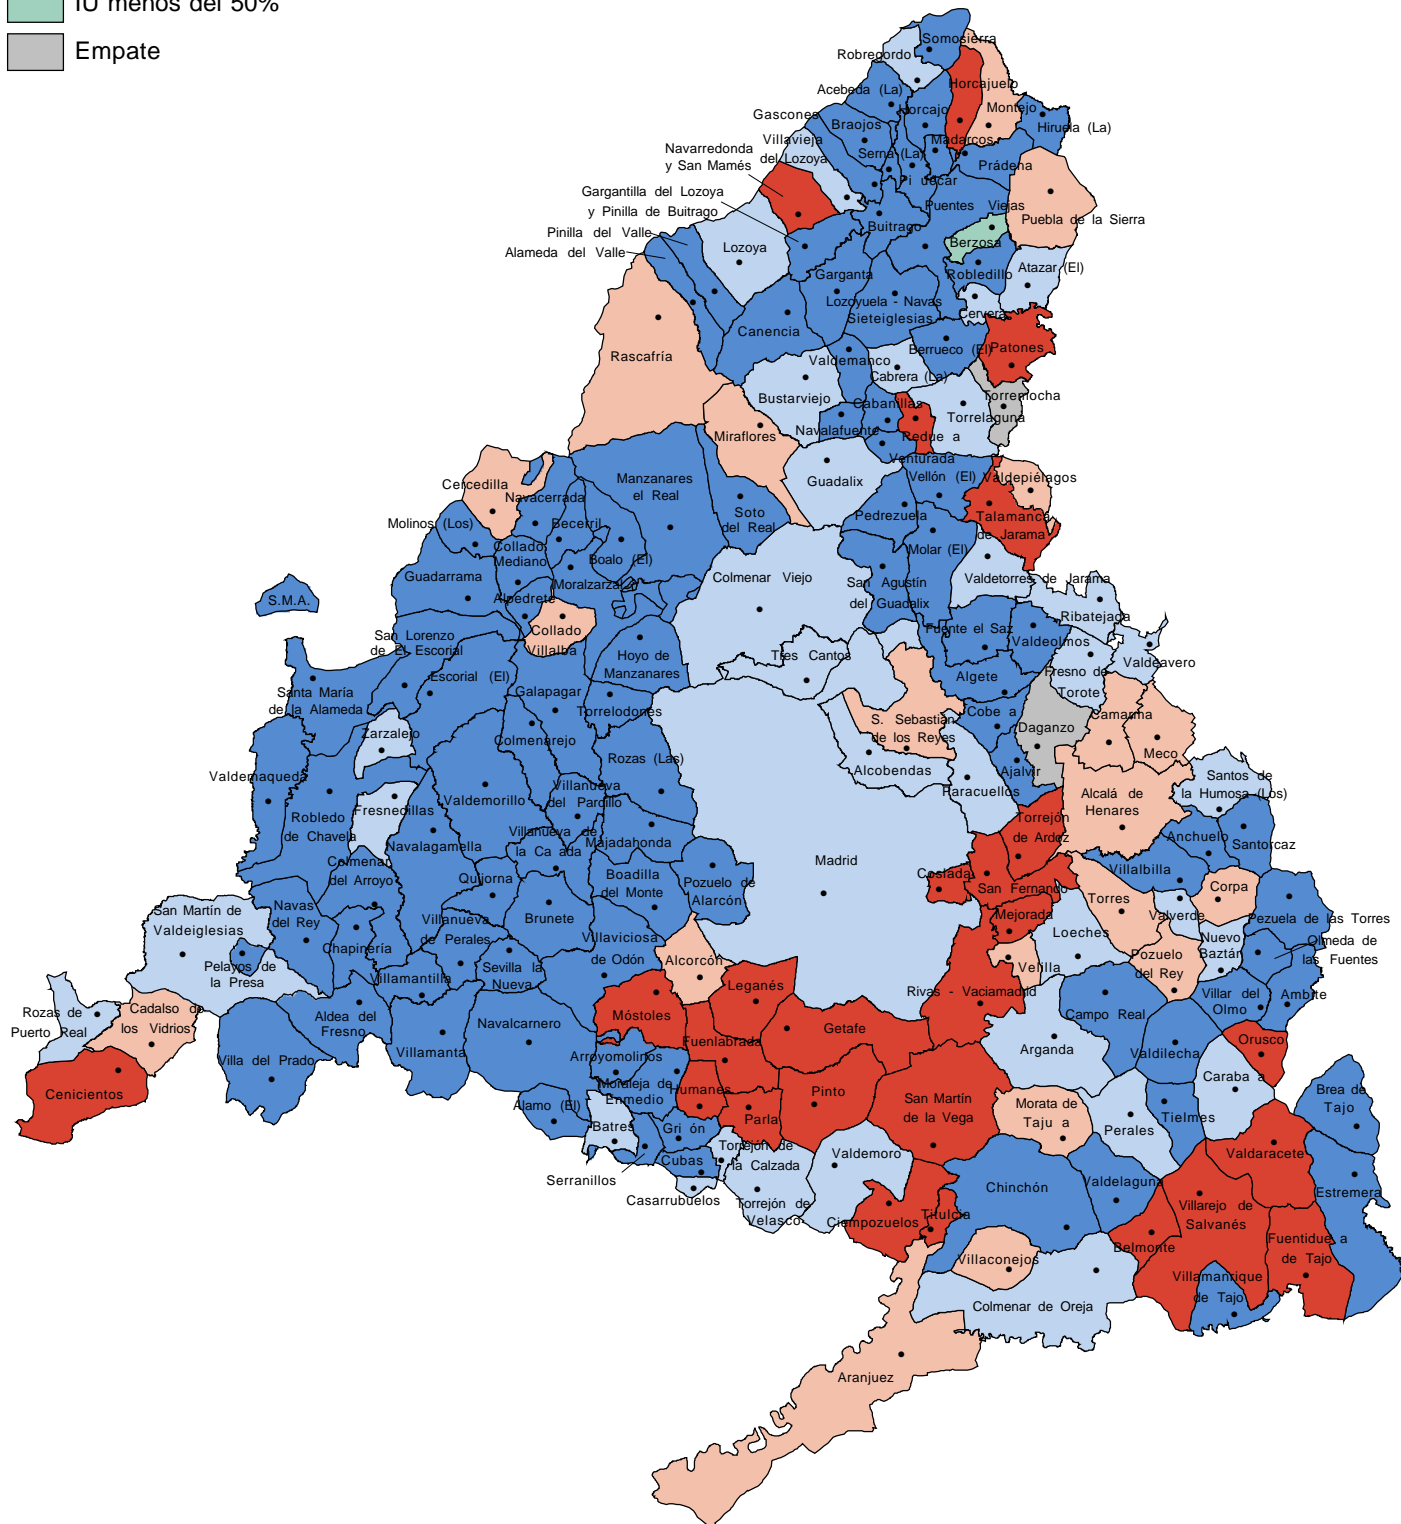 IU menos del 50%
Empate
Somosierra
Robregordo
Acebeda (La)
Horcajuelo
Horcajo
Montejo
Gascones
Braojos
Hiruela (La)
Villavieja
del Lozoya
Madarcos
Serna (La)
Navarredonda
y San Mamés
Prádena
Pi uécar
Gargantilla del Lozoya
y Pinilla de Buitrago
Puentes Viejas
Puebla de la Sierra
Pinilla del Valle
Buitrago
Alameda del Valle
Lozoya
Berzosa
Garganta
Robledillo
Atazar (El)
Lozoyuela - Navas
Sieteiglesias
Cervera
Canencia
Rascafría
Valdemanco
Berrueco (El)
Patones
Cabrera (La)
Bustarviejo
Cabanillas
Torremocha
Torrelaguna
Miraflores
Navalafuente
Redue a
Venturada
Cercedilla
Manzanares
el Real
Guadalix
Vellón (El)
Valdepiélagos
Navacerrada
Soto
del Real
Pedrezuela
Talamanca
de Jarama
Molinos (Los)
Becerril
Collado
Mediano
Boalo (El)
Molar (El)
Guadarrama
Moralzarzal
Colmenar Viejo
San Agustín
del Guadalix
Valdetorres de Jarama
S.M.A.
Alpedrete
Ribatejada
Collado
Villalba
San Lorenzo
de El Escorial
Fuente el Saz
Valdeolmos
Hoyo de
Manzanares
Tres Cantos
Valdeavero
Escorial (El)
Algete
Fresno de
Torote
Santa María
de la Alameda
Galapagar
Torrelodones
Cobe a
Camarma
S. Sebastián
de los Reyes
Daganzo
Zarzalejo
Colmenarejo
Meco
Rozas (Las)
Alcobendas
Ajalvir
Valdemaqueda
Santos de
la Humosa (Los)
Villanueva
del Pardillo
Paracuellos
Alcalá de
Henares
Valdemorillo
Fresnedillas
Robledo
de Chavela
Torrejón
de Ardoz
Villanueva de
la Ca ada
Majadahonda
Anchuelo
Santorcaz
Navalagamella
Colmenar
del Arroyo
Madrid
Villalbilla
Coslada
Quijorna
Boadilla
del Monte
Pozuelo de
Alarcón
San Fernando
Corpa
Torres
Navas
del Rey
San Martín de
Valdeiglesias
Brunete
Mejorada
Valverde
Pezuela de las Torres
Villanueva
de Perales
Loeches
Villaviciosa
de Odón
Nuevo
Baztán
Olmeda de
las Fuentes
Chapinería
Pozuelo
del Rey
Alcorcón
Velilla
Pelayos de
la Presa
Sevilla la
Nueva
Villamantilla
Leganés
Rivas - Vaciamadrid
Villar del
Olmo
Ambite
Rozas de
Puerto Real
Cadalso de
los Vidrios
Aldea del
Fresno
Campo Real
Móstoles
Navalcarnero
Getafe
Fuenlabrada
Orusco
Villamanta
Arganda
Valdilecha
Villa del Prado
Arroyomolinos
Caraba a
Cenicientos
Moraleja de
Enmedio
Humanes
Pinto
San Martín
de la Vega
Brea de
Tajo
Alamo (El)
Morata de
Taju a
Tielmes
Batres
Parla
Perales
Gri ón
Torrejón de
la Calzada
Valdemoro
Valdaracete
Cubas
Serranillos
Chinchón
Valdelaguna
Estremera
Casarrubuelos
Torrejón de
Velasco
Villarejo de
Salvanés
Ciempozuelos
Titulcia
Belmonte
Fuentidue a
de Tajo
Villaconejos
Villamanrique
de Tajo
Colmenar de Oreja
Aranjuez